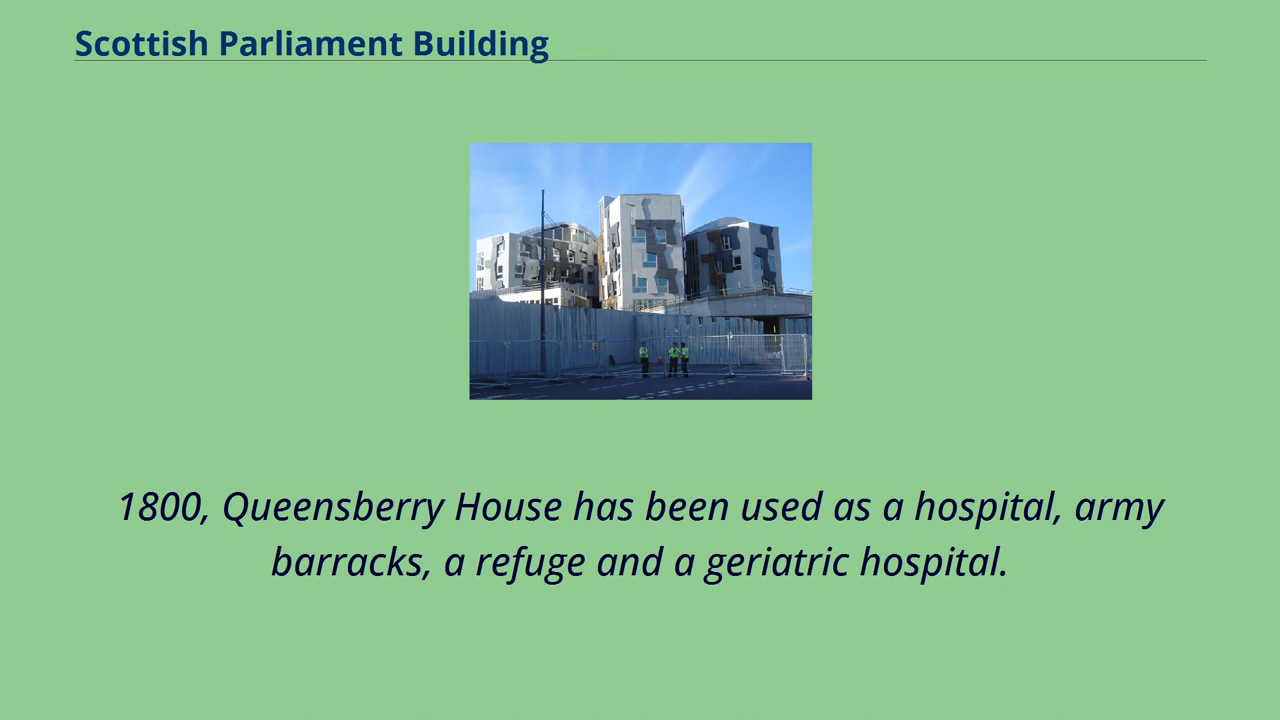 Scottish Parliament Building
1800, Queensberry House has been used as a hospital, army
barracks, a refuge and a geriatric hospital.